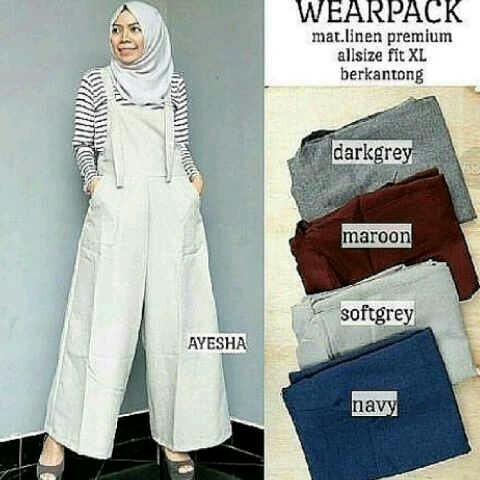 WEARPACK
mat.linen premium
allsize fit XL
berkantong
darkgrey
maroon
softgrey
navy
AYESHA